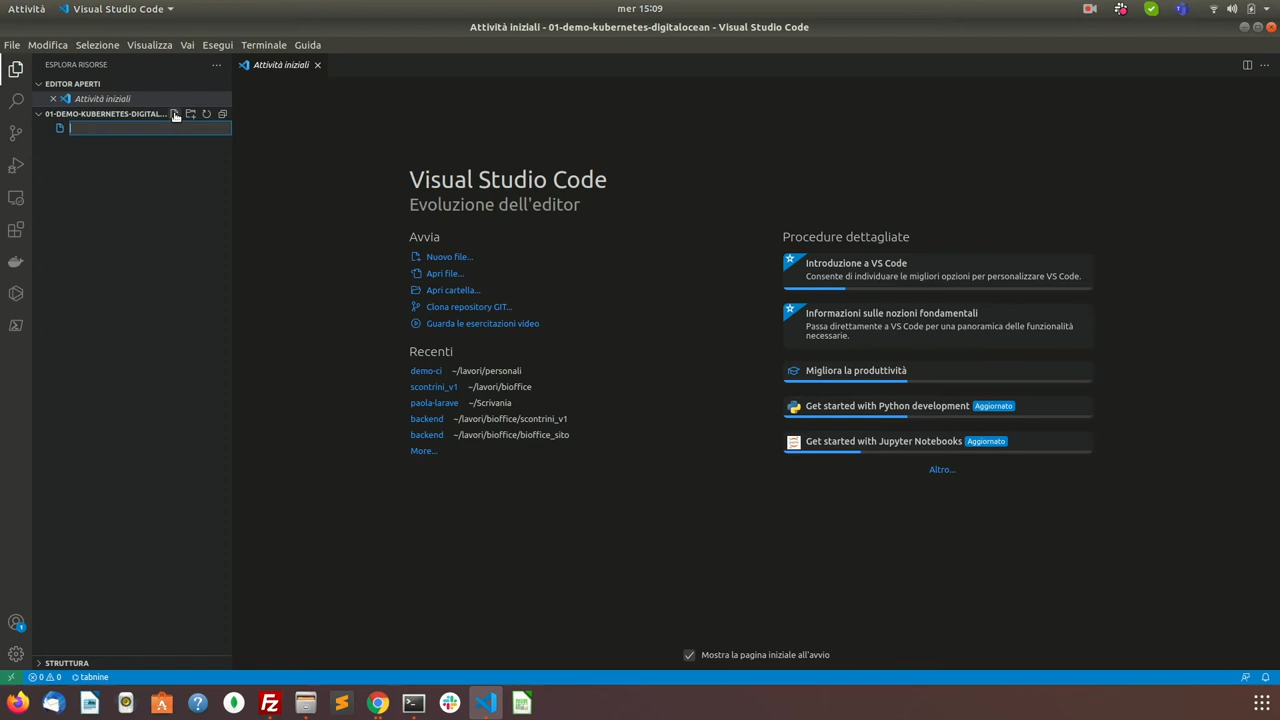 Attività
Visual Studio Code
mer 15:09
Attività iniziali - 01-demo-kubernetes-digitalocean - Visual Studio Code
File Modifica Selezione Visualizza Vai Esegui Terminale Guida
ESPLORA RISORSE
Attività iniziali
EDITOR APERTI
Attività iniziali
01-DEMO-KUBERNETES-DIGITAL...
Visual Studio Code
Evoluzione dell'editor
Avvia
Nuovo file...
Apri file...
Apri cartella...
Clona repository GIT...
Guarda le esercitazioni video
Recenti
demo-ci ~/lavori/personali
scontrini_v1 ~/lavori/bioffice
paola-larave ~/Scrivania
backend ~/lavori/bioffice/scontrini_v1
backend ~/lavori/bioffice/bioffice_sito
More...
Procedure dettagliate
Introduzione a VS Code
Consente di individuare le migliori opzioni per personalizzare VS Code.
Informazioni sulle nozioni fondamentali
Passa direttamente a VS Code per una panoramica delle funzionalità
necessarie.
Migliora la produttività
Get started with Python development Aggiornato
Get started with Jupyter Notebooks Aggiornato
Altro...
Mostra la pagina iniziale all'avvio
STRUTTURA
0 0 tabnine
1